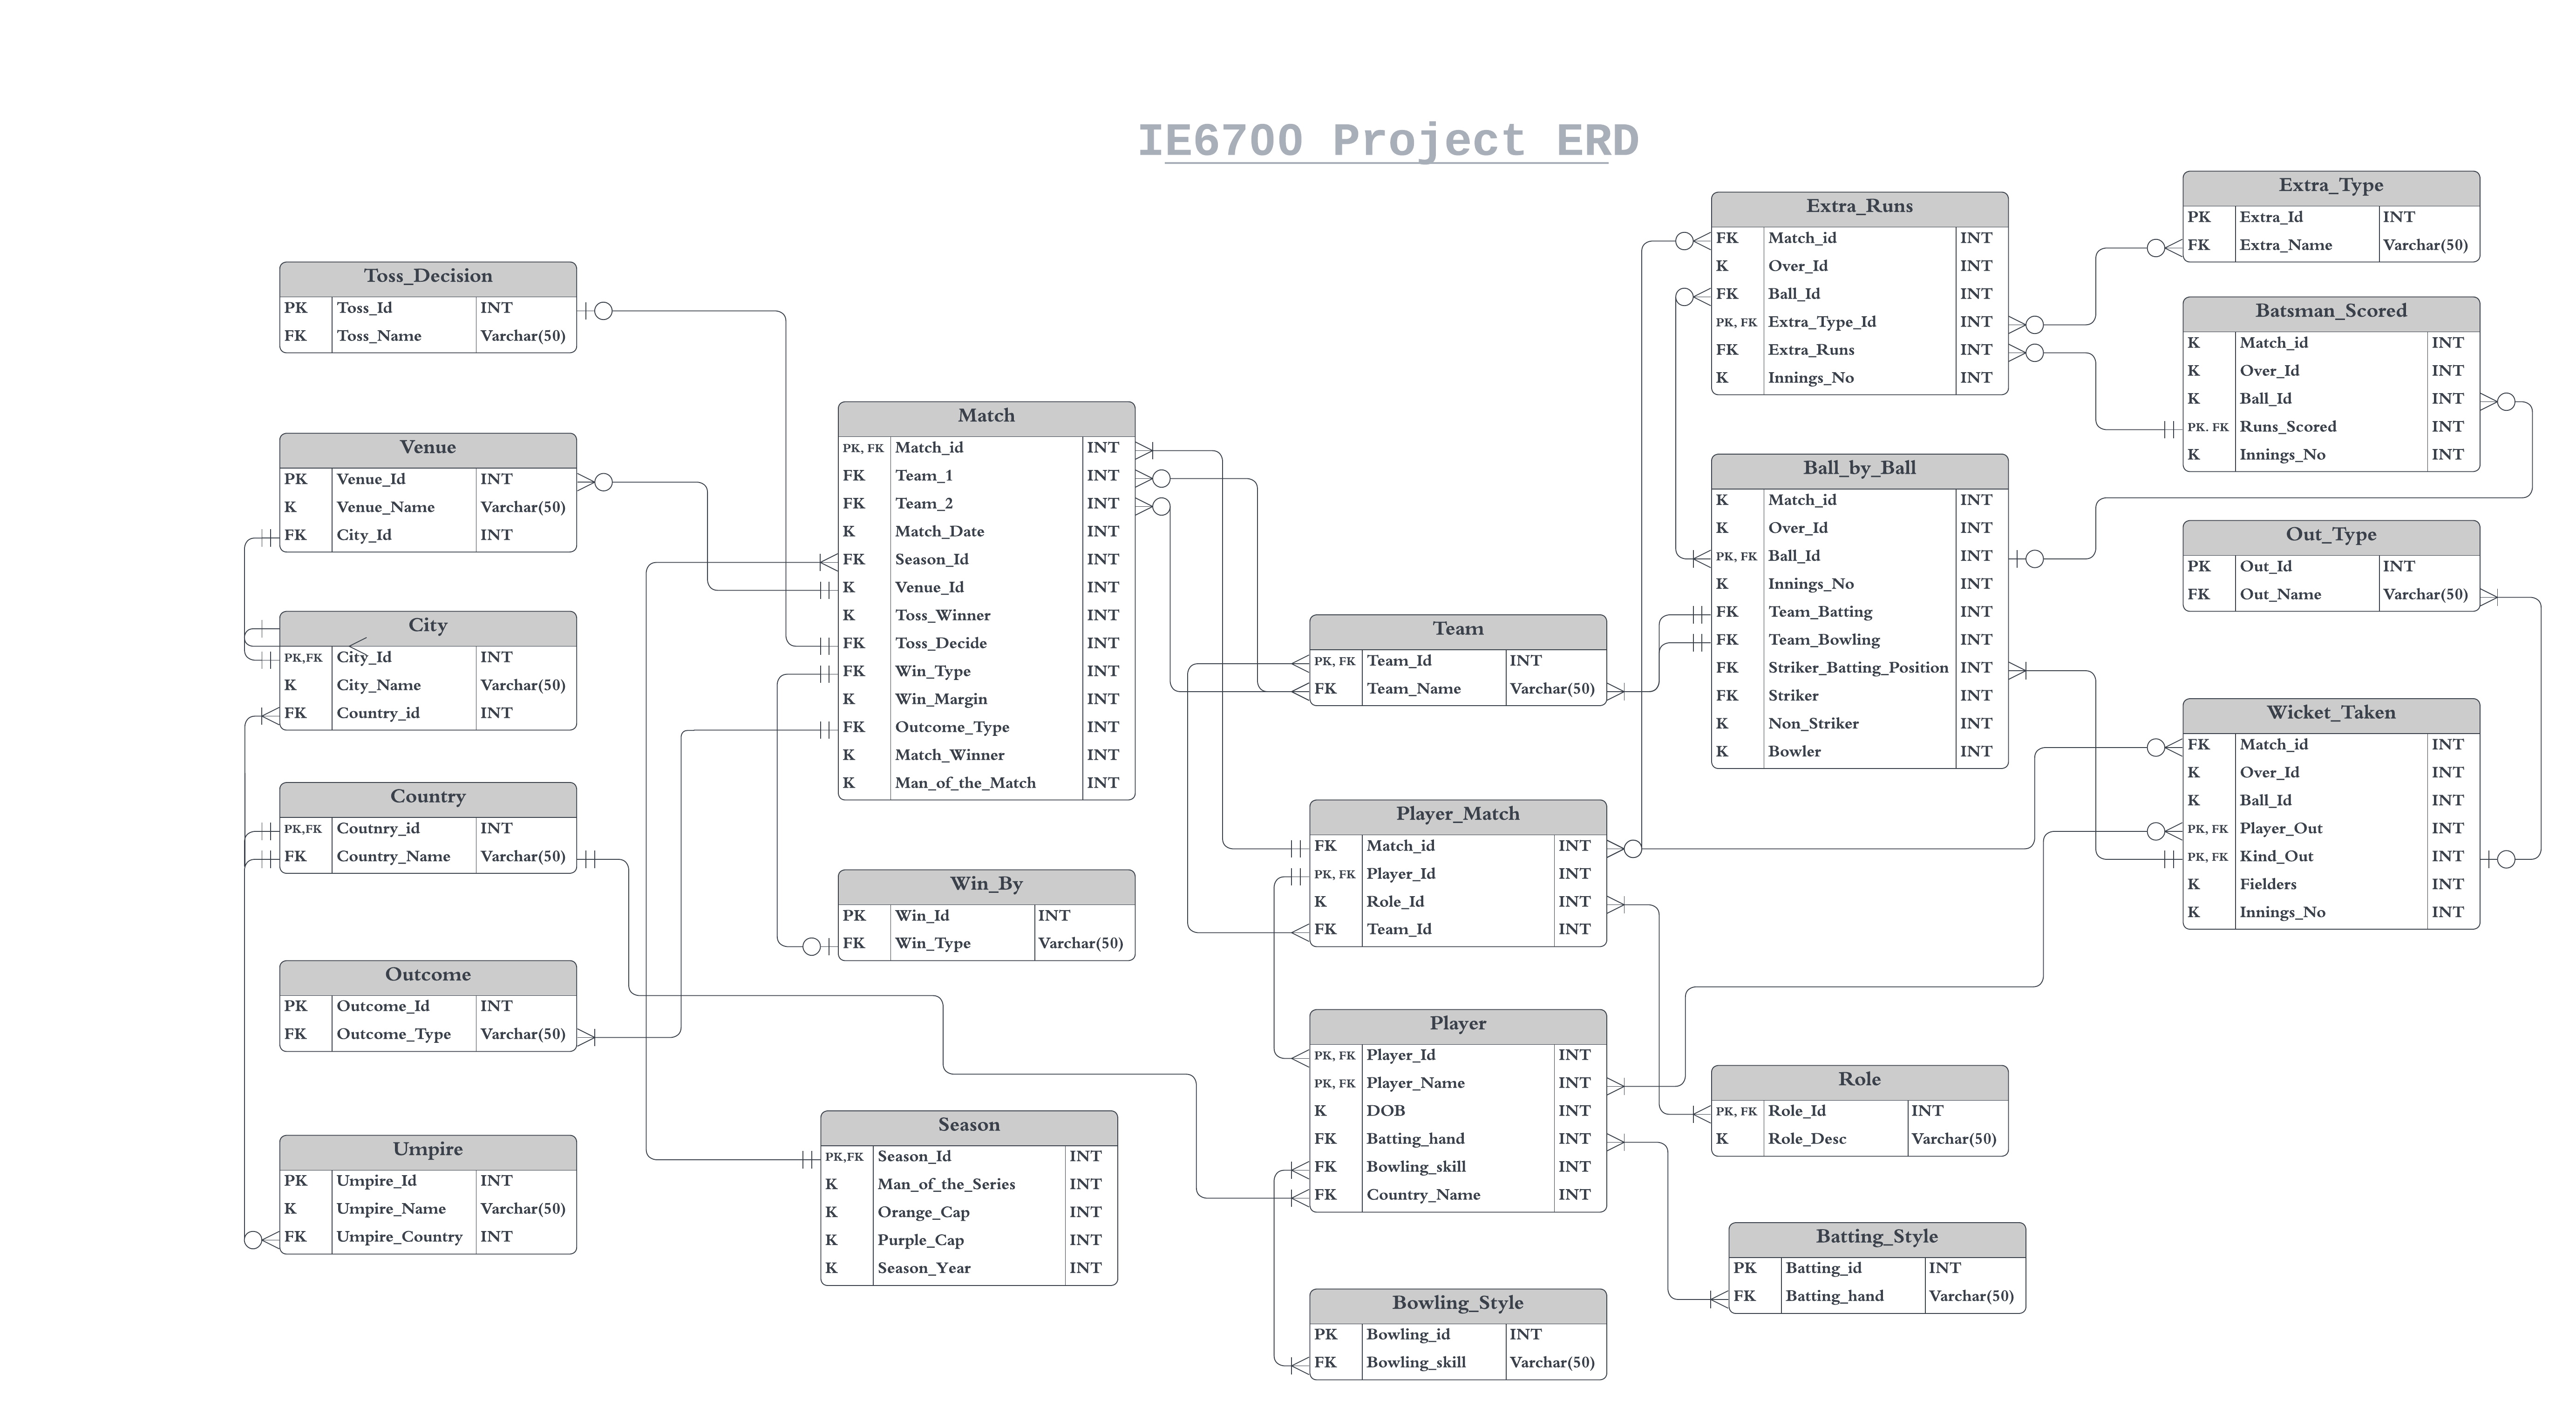 IE6700 Project ERD
Toss_Decision
PK Toss_Id INT
FK Toss_Name Varchar(50)
Venue
PK Venue_Id INT
K Venue_Name Varchar(50)
FK City_Id INT
City
PK,FK City_Id INT
K City_Name Varchar(50)
FK Country_id INT
Country
PK,FK Coutnry_id INT
FK Country_Name Varchar(50)
Outcome
PK Outcome_Id INT
FK Outcome_Type Varchar(50)
Umpire
PK Umpire_Id INT
K Umpire_Name Varchar(50)
FK Umpire_Country INT
Match
PK, FK Match_id INT
FK Team_1 INT
FK Team_2 INT
K Match_Date INT
FK Season_Id INT
K Venue_Id INT
K Toss_Winner INT
FK Toss_Decide INT
FK Win_Type INT
K Win_Margin INT
FK Outcome_Type INT
K Match_Winner INT
K Man_of_the_Match INT
Win_By
PK Win_Id INT
FK Win_Type Varchar(50)
Season
PK,FK Season_Id INT
K Man_of_the_Series INT
K Orange_Cap INT
K Purple_Cap INT
K Season_Year INT
Team
PK, FK Team_Id INT
FK Team_Name Varchar(50)
Player_Match
FK Match_id INT
PK, FK Player_Id INT
K Role_Id INT
FK Team_Id INT
Player
PK, FK Player_Id INT
PK, FK Player_Name INT
K DOB INT
FK Batting_hand INT
FK Bowling_skill INT
FK Country_Name INT
Bowling_Style
PK Bowling_id INT
FK Bowling_skill Varchar(50)
Extra_Runs
FK Match_id INT
K Over_Id INT
FK Ball_Id INT
PK, FK Extra_Type_Id INT
FK Extra_Runs INT
K Innings_No INT
Ball_by_Ball
K Match_id INT
K Over_Id INT
PK, FK Ball_Id INT
K Innings_No INT
FK Team_Batting INT
FK Team_Bowling INT
FK Striker_Batting_Position INT
FK Striker INT
K Non_Striker INT
K Bowler INT
Role
PK, FK Role_Id INT
K Role_Desc Varchar(50)
Batting_Style
PK Batting_id INT
FK Batting_hand Varchar(50)
Extra_Type
PK Extra_Id INT
FK Extra_Name Varchar(50)
Batsman_Scored
K Match_id INT
K Over_Id INT
K Ball_Id INT
PK. FK Runs_Scored INT
K Innings_No INT
Out_Type
PK Out_Id INT
FK Out_Name Varchar(50)
Wicket_Taken
FK Match_id INT
K Over_Id INT
K Ball_Id INT
PK, FK Player_Out INT
PK, FK Kind_Out INT
K Fielders INT
K Innings_No INT